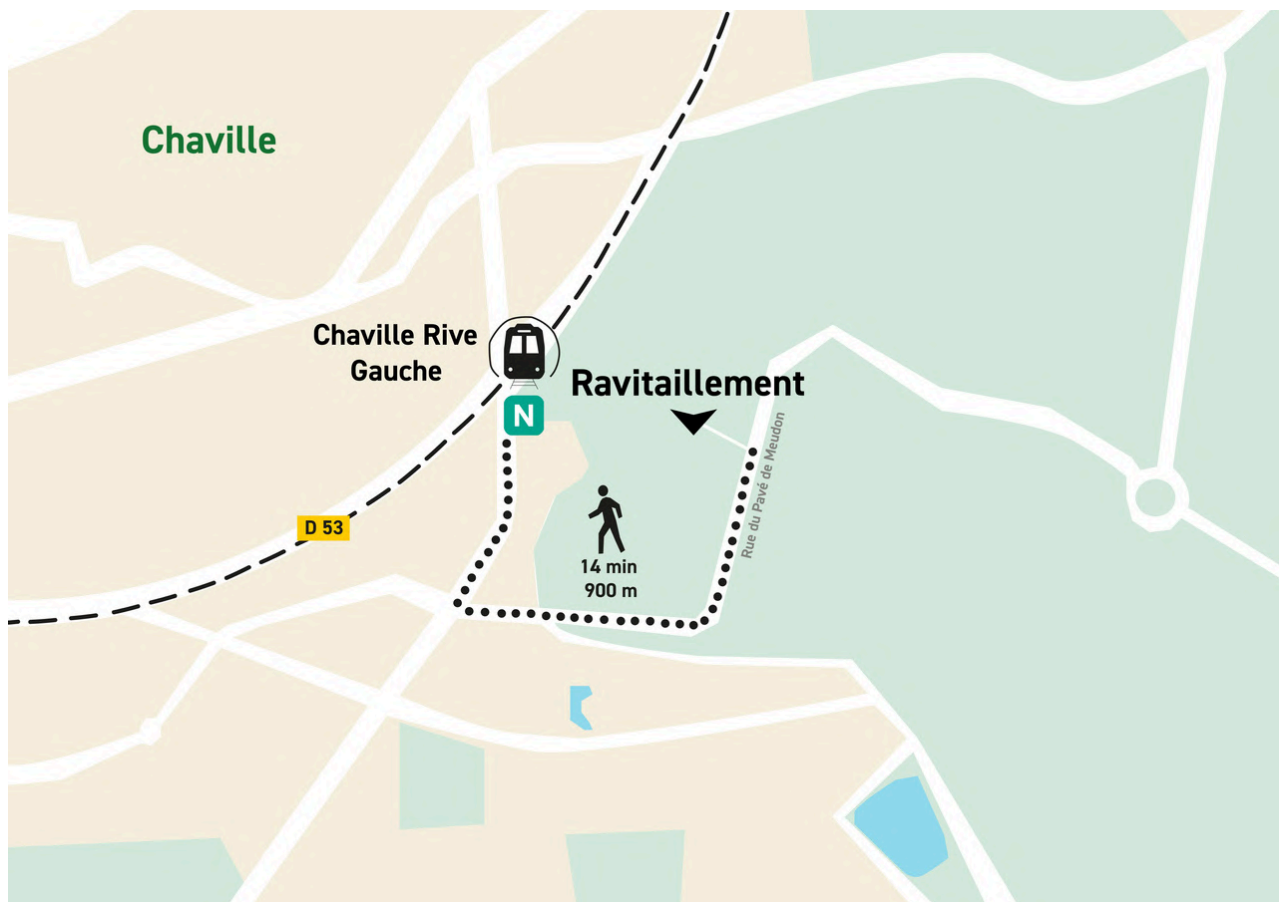 Chaville
Chaville Rive
Gauche
Ravitaillement
N
Rue du Pavé de Meudon
D 53
14 min
900 m